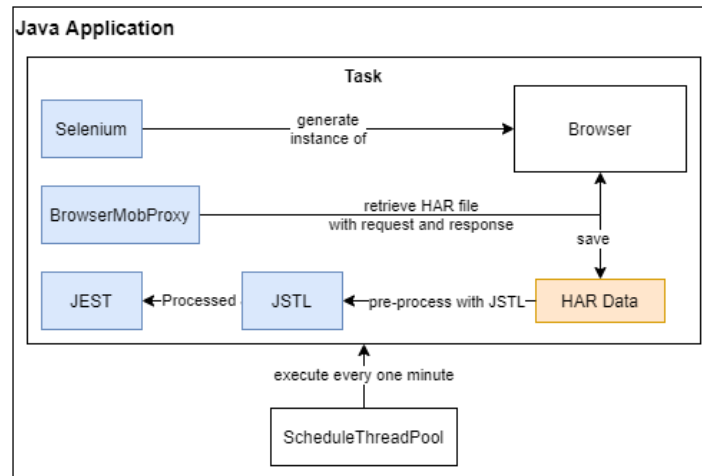 Java Application
Task
Selenium
generate
instance of
Browser
BrowserMobProxy
retrieve HAR file
with request and response
save
JEST
Processed
JSTL
pre-process with JSTL
HAR Data
execute every one minute
ScheduleThreadPool